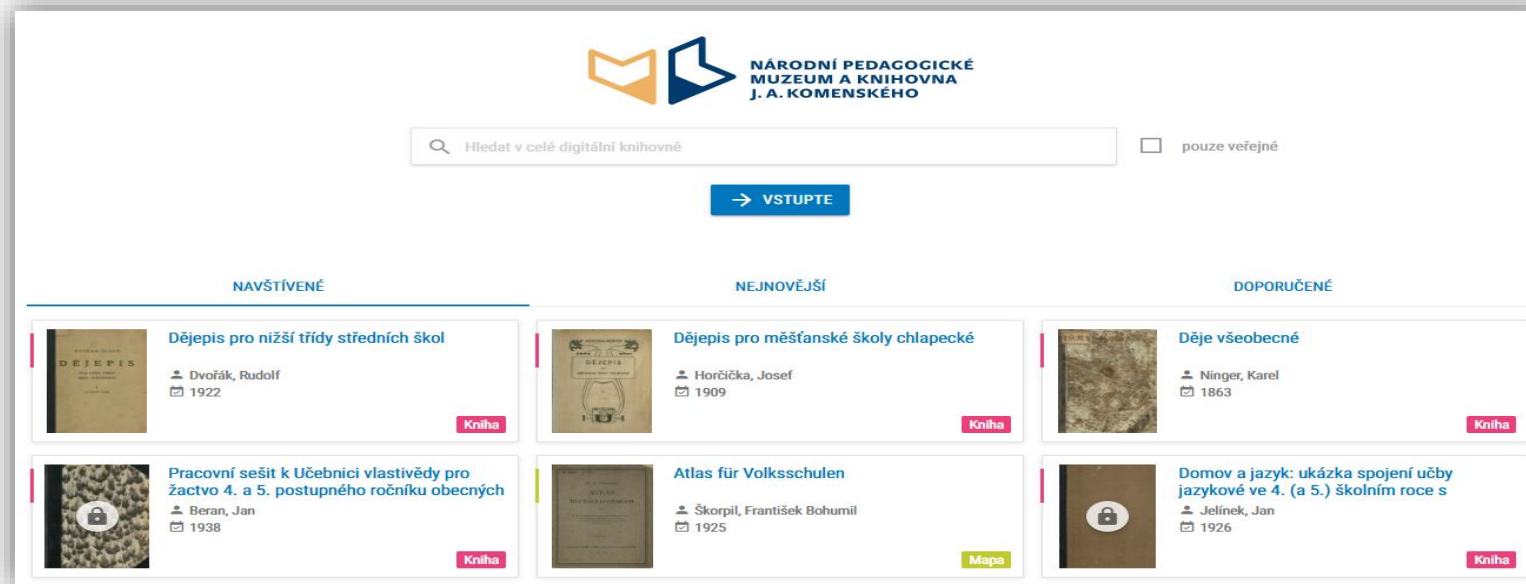 NÁRODNÍ PEDAGOGICKÉ
MUZEUM A KNIHOVNA
J. A. KOMENSKÉHO
Hledat v celé digitální knihovně
pouze veřejné
VSTUPTE
NAVŠTÍVENÉ
NEJNOVĚJŠÍ
DOPORUČENÉ
DĚJEPIS
Dějepis pro nižší třídy středních škol
Dvořák, Rudolf
1922
Kniha
DĚJEPIS
Dějepis pro měšťanské školy chlapecké
Horčička, Josef
1909
Kniha
Děje všeobecné
Ninger, Karel
1863
Kniha
Pracovní sešit k Učebnici vlastivědy pro
žactvo 4. a 5. postupného ročníku obecných
Beran, Jan
1938
Kniha
ATLAS
Atlas für Volksschulen
Škorpil, František Bohumil
1925
Mapa
Domov a jazyk: ukázka spojení učby
jazykové ve 4. (a 5.) školním roce s
Jelínek, Jan
1926
Kniha